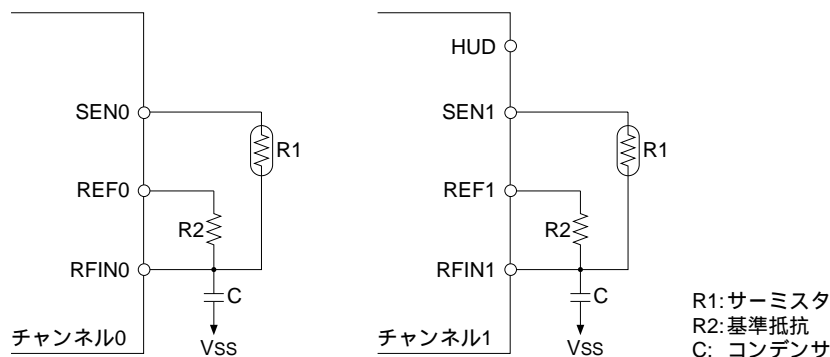 SEN0
R1
REF0
R2
RFIN0
C
チャンネル0
VSS
HUD
SEN1
R1
REF1
R2
RFIN1
C
チャンネル1
VSS
R1:サーミスタ
R2:基準抵抗
C: コンデンサ